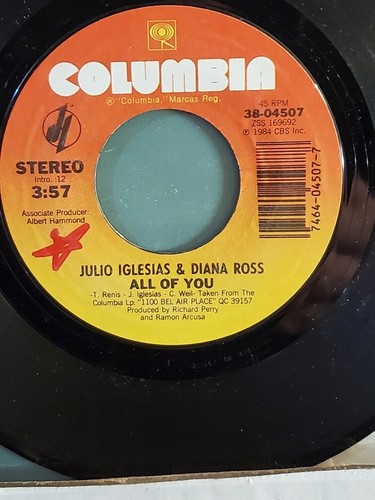 COLUMBIA
® "Columbia," Marcas Reg.
45 RPM
38-04507
ZSS 169692
℗ 1984 CBS Inc.
STEREO
Intro. :12
3:57
Associate Producer:
Albert Hammond
7464-04507-7
JULIO IGLESIAS & DIANA ROSS
ALL OF YOU
-T. Renis - J. Iglesias - C. Weil- Taken From The
Columbia Lp: "1100 BEL AIR PLACE" QC 39157
Produced by Richard Perry
and Ramon Arcusa